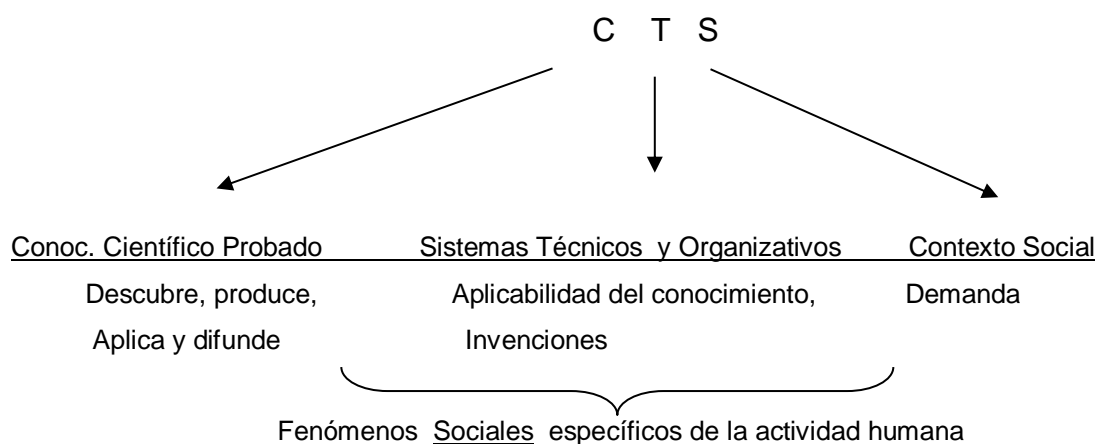 C T S
Conoc. Científico Probado Sistemas Técnicos y Organizativos Contexto Social
Descubre, produce, Aplicabilidad del conocimiento, Demanda
Aplica y difunde Invenciones
Fenómenos Sociales específicos de la actividad humana